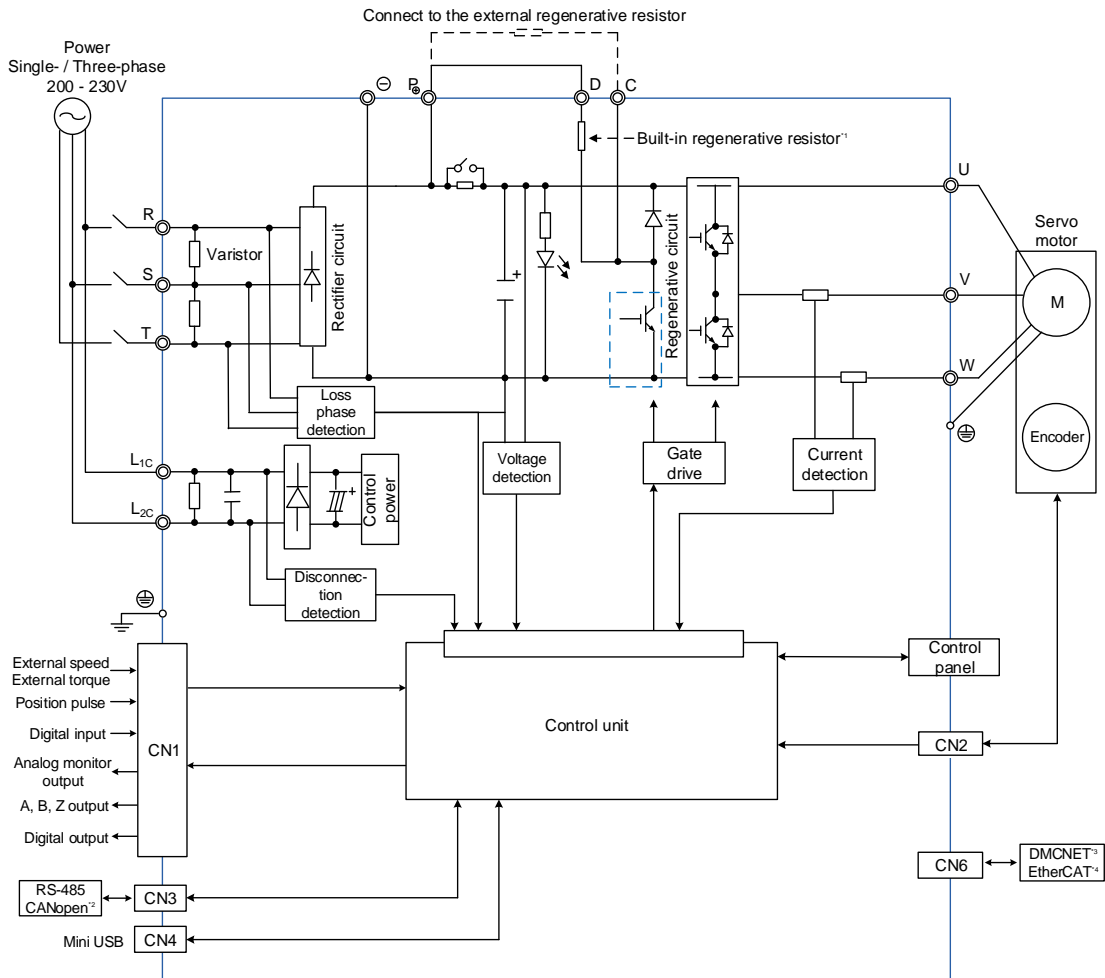 Connect to the external regenerative resistor
Power
Single- / Three-phase
200 - 230V
⊖
P⊕
D
C
Built-in regenerative resistor*1
U
R
Varistor
S
T
Rectifier circuit
Regenerative circuit
Servo
motor
V
M
W
Loss
phase
detection
Encoder
L1C
L2C
Control
power
Voltage
detection
Gate
drive
Current
detection
Disconnec-
tion
detection
External speed
External torque
Position pulse
Digital input
Analog monitor
output
A, B, Z output
Digital output
CN1
Control unit
Control
panel
CN2
CN6
DMCNET*3
EtherCAT*4
RS-485
CANopen*2
CN3
Mini USB
CN4